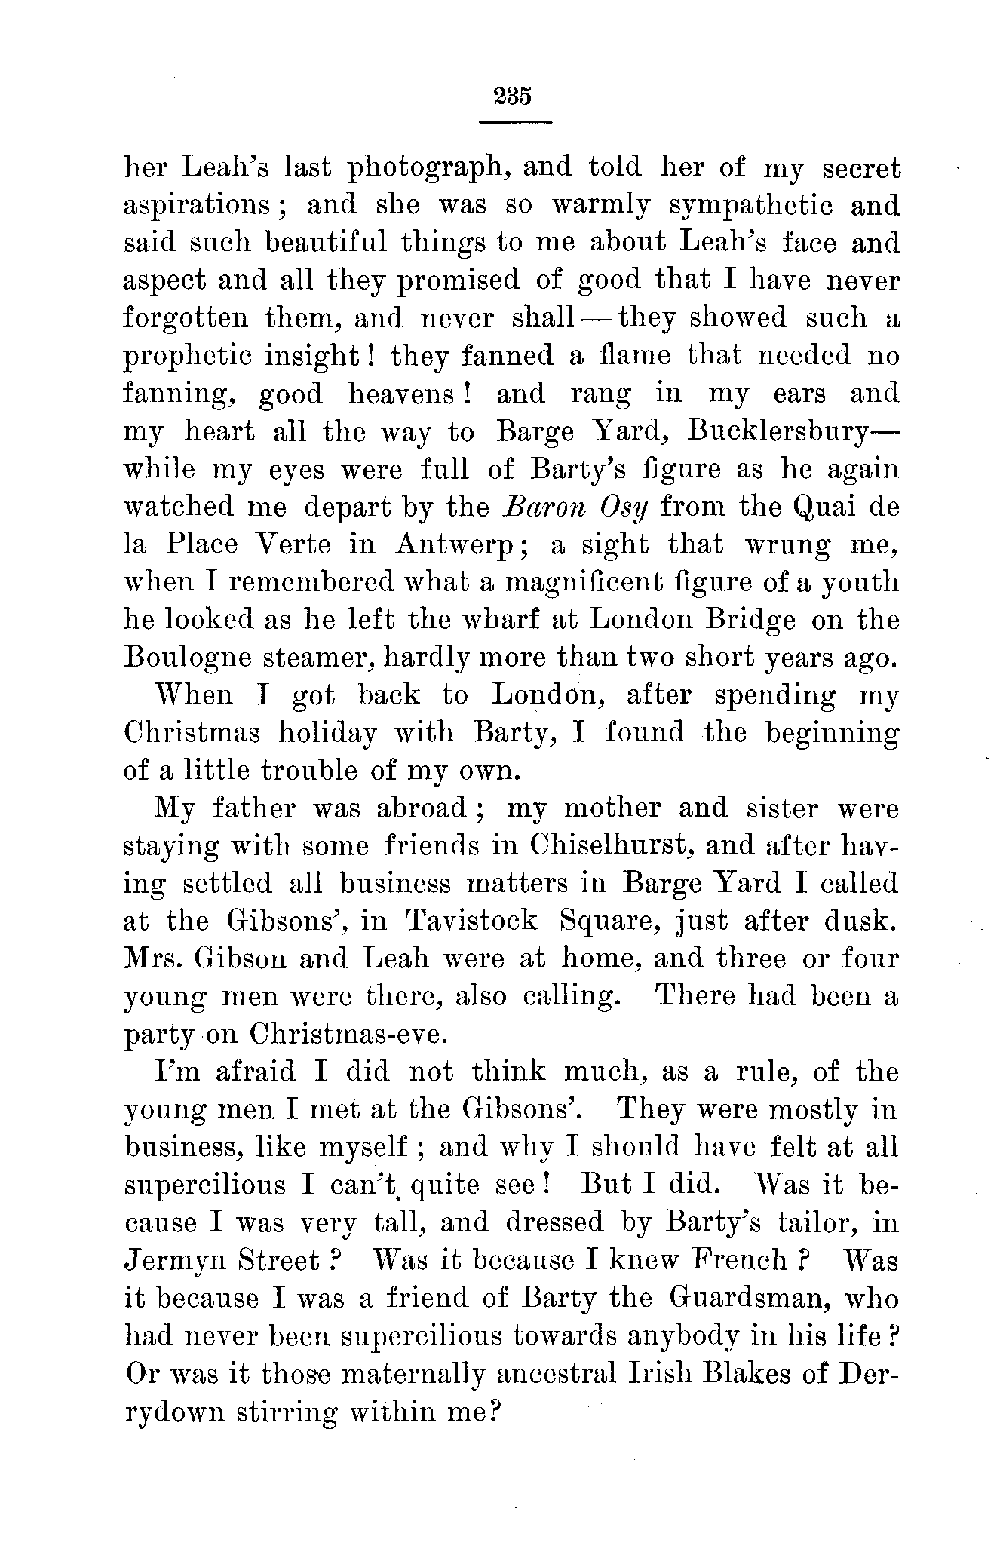 235
her Leah's last photograph, and told her of my secret
aspirations ; and she was so warmly sympathetic and
said such beautiful things to me about Leah's face and
aspect and all they promised of good that I have never
forgotten them, and never shall — they showed such a
prophetic insight ! they fanned a flame that needed no
fanning, good heavens ! and rang in my ears and
my heart all the way to Barge Yard, Bucklersbury—
while my eyes were full of Barty's figure as he again
watched me depart by the Baron Osy from the Quai de
la Place Verte in Antwerp ; a sight that wrung me,
when I remembered what a magnificent figure of a youth
he looked as he left the wharf at London Bridge on the
Boulogne steamer, hardly more than two short years ago.
When I got back to London, after spending my
Christmas holiday with Barty, I found the beginning
of a little trouble of my own.
My father was abroad ; my mother and sister were
staying with some friends in Chiselhurst, and after hav-
ing settled all business matters in Barge Yard I called
at the Gibsons', in Tavistock Square, just after dusk.
Mrs. Gibson and Leah were at home, and three or four
young men were there, also calling. There had been a
party on Christmas-eve.
I'm afraid I did not think much, as a rule, of the
young men I met at the Gibsons'. They were mostly in
business, like myself ; and why I should have felt at all
supercilious I can't quite see ! But I did. Was it be-
cause I was very tall, and dressed by Barty's tailor, in
Jermyn Street ? Was it because I knew French ? Was
it because I was a friend of Barty the Guardsman, who
had never been supercilious towards anybody in his life ?
Or was it those maternally ancestral Irish Blakes of Der-
rydown stirring within me?